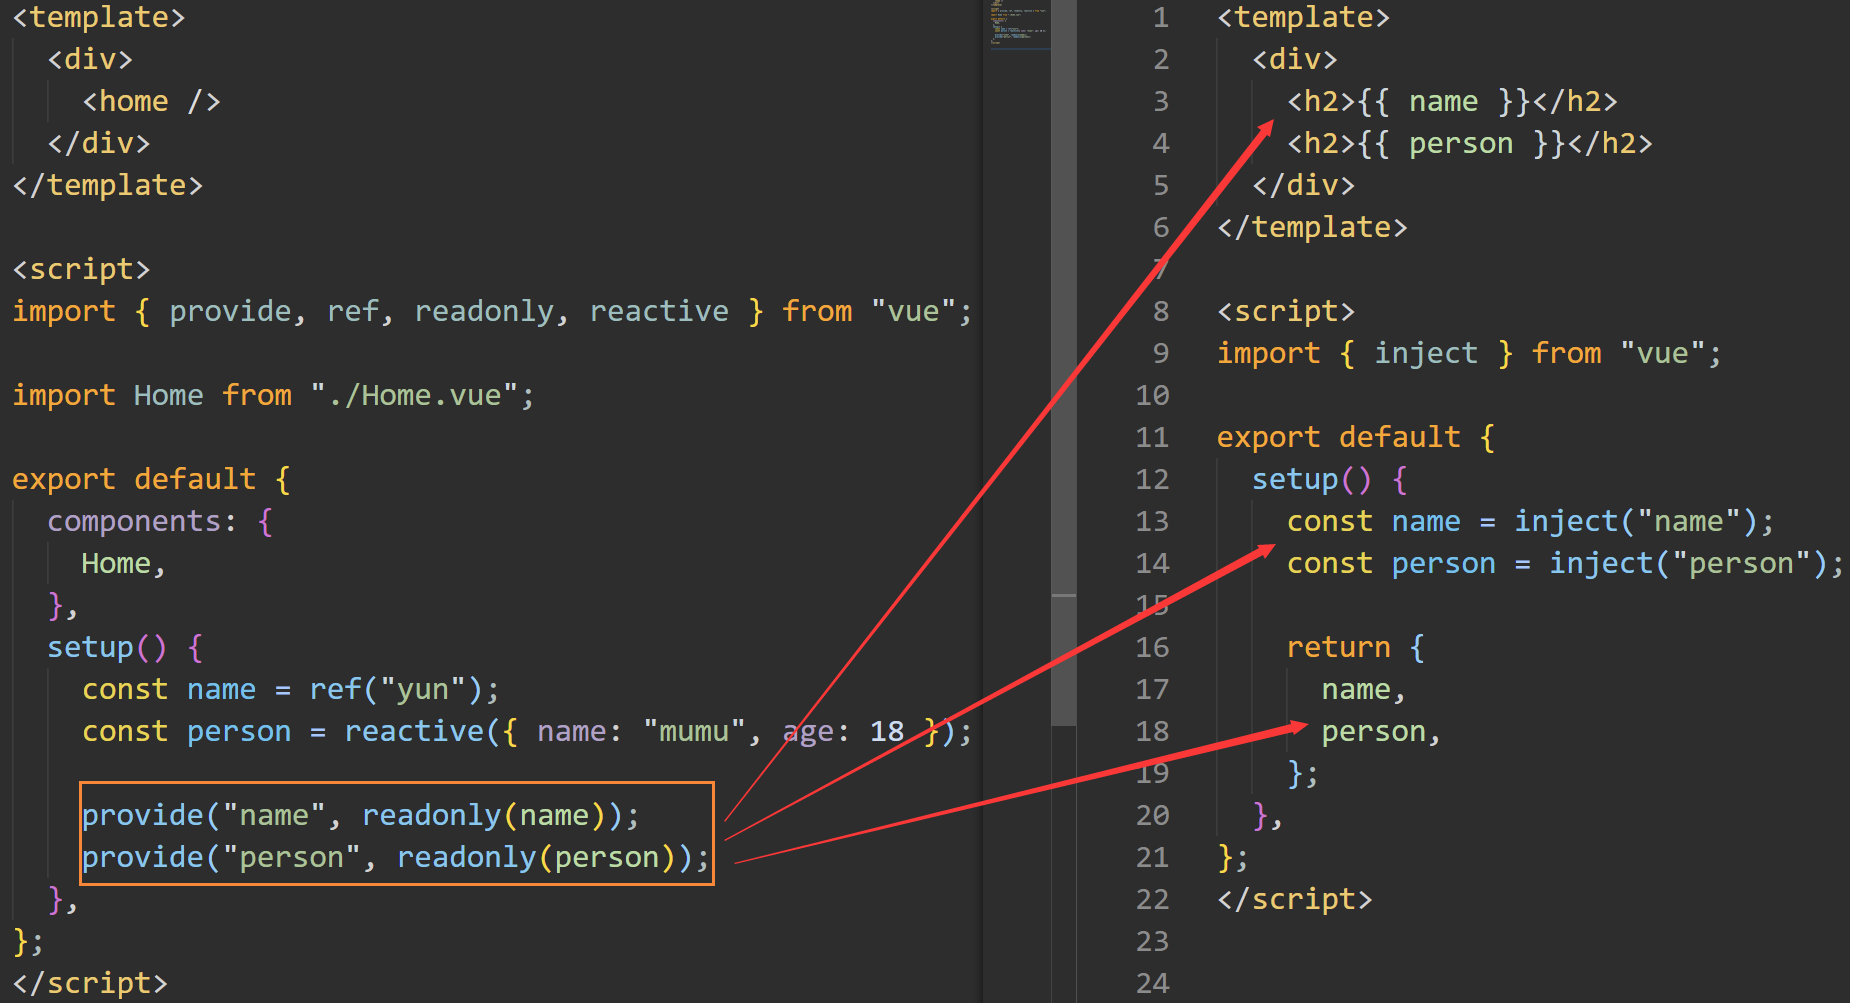 <template>
  <div>
    <home />
  </div>
</template>

<script>
import { provide, ref, readonly, reactive } from "vue";

import Home from "./Home.vue";

export default {
  components: {
    Home,
  },
  setup() {
    const name = ref("yun");
    const person = reactive({ name: "mumu", age: 18 });

    provide("name", readonly(name));
    provide("person", readonly(person));
  },
};
</script>
1 <template>
2   <div>
3     <h2>{{ name }}</h2>
4     <h2>{{ person }}</h2>
5   </div>
6 </template>
7
8 <script>
9 import { inject } from "vue";
10
11 export default {
12   setup() {
13     const name = inject("name");
14     const person = inject("person");
15
16     return {
17       name,
18       person,
19     };
20   },
21 };
22 </script>
23
24